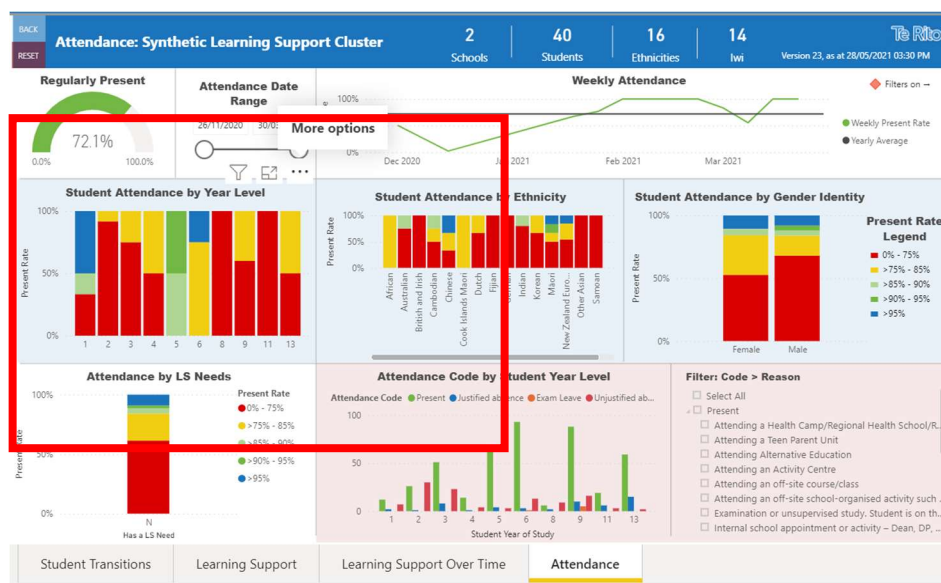 BACK
RESET
Attendance: Synthetic Learning Support Cluster
2
Schools
40
Students
16
Ethnicities
14
Iwi
Te Rito
Version 23, as at 28/05/2021 03:30 PM
Regularly Present
72.1%
0.0%
100.0%
Attendance Date
Range
26/11/2020
30/03
More options
Weekly Attendance
100%
0%
Dec 2020
2021
Feb 2021
Mar 2021
Filters on →
Weekly Present Rate
Yearly Average
Student Attendance by Year Level
Present Rate
100%
50%
0%
1 2 3 4 5 6 8 9 11 13
Student Attendance by Ethnicity
Present Rate
100%
50%
0%
African
Australian
British and Irish
Cambodian
Chinese
Cook Islands Maori
Dutch
Fijian
Indian
Korean
Māori
New Zealand Euro...
Other Asian
Samoan
Student Attendance by Gender Identity
Present Rate
100%
50%
0%
Female
Male
Present Rate
Legend
0% - 75%
>75% - 85%
>85% - 90%
>90% - 95%
>95%
Attendance by LS Needs
Present Rate
100%
50%
0%
N
Has a LS Need
Present Rate
0% - 75%
>75% - 85%
>85% - 90%
>90% - 95%
>95%
Attendance Code by Student Year Level
Attendance Code Present Justified absence Exam Leave Unjustified ab...
100
50
0
1 2 3 4 5 6 8 9 11 13
Student Year of Study
Filter: Code > Reason
Select All
Present
Attending a Health Camp/Regional Health School/R...
Attending a Teen Parent Unit
Attending Alternative Education
Attending an Activity Centre
Attending an off-site course/class
Attending an off-site school-organised activity such ...
Examination or unsupervised study. Student is on th...
Internal school appointment or activity – Dean, DP, ...
Student Transitions
Learning Support
Learning Support Over Time
Attendance